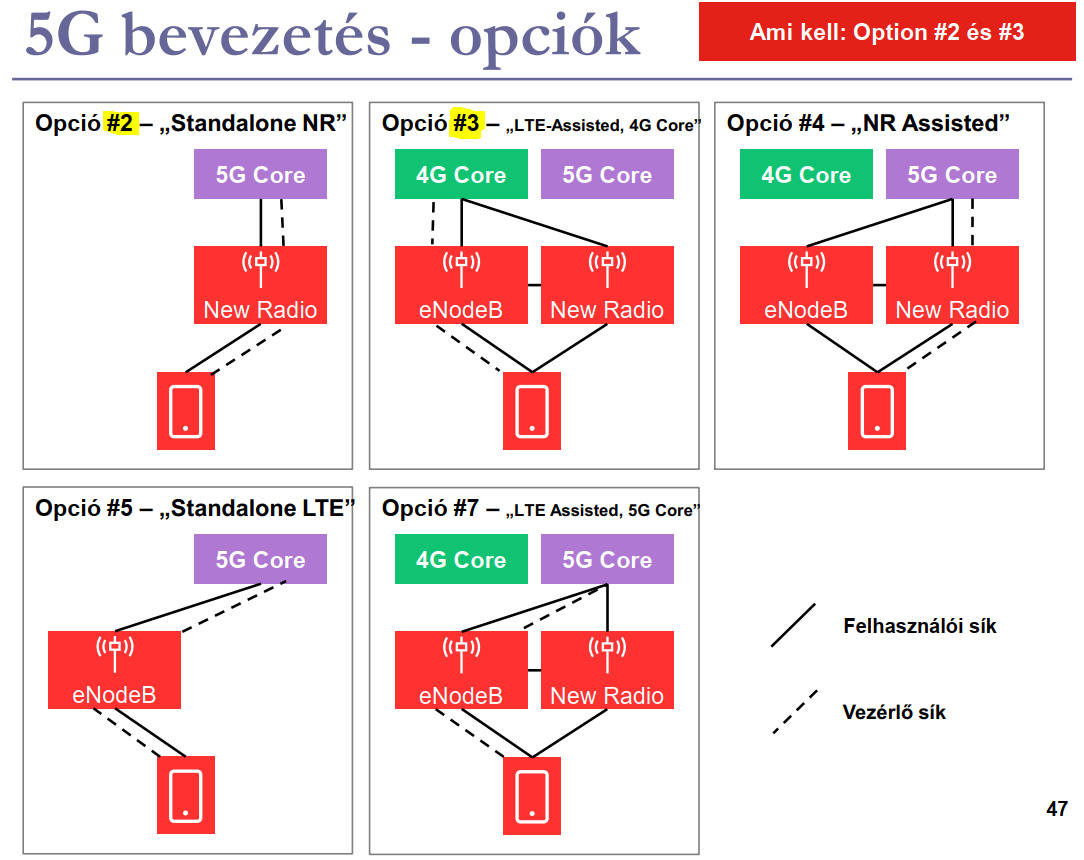 5G bevezetés - opciók
Ami kell: Option #2 és #3
Opció #2 – „Standalone NR”
5G Core
New Radio
Opció #3 – „LTE-Assisted, 4G Core”
4G Core
5G Core
eNodeB
New Radio
Opció #4 – „NR Assisted”
4G Core
5G Core
eNodeB
New Radio
Opció #5 – „Standalone LTE”
5G Core
eNodeB
Opció #7 – „LTE Assisted, 5G Core”
4G Core
5G Core
eNodeB
New Radio
Felhasználói sík
Vezérlő sík
47